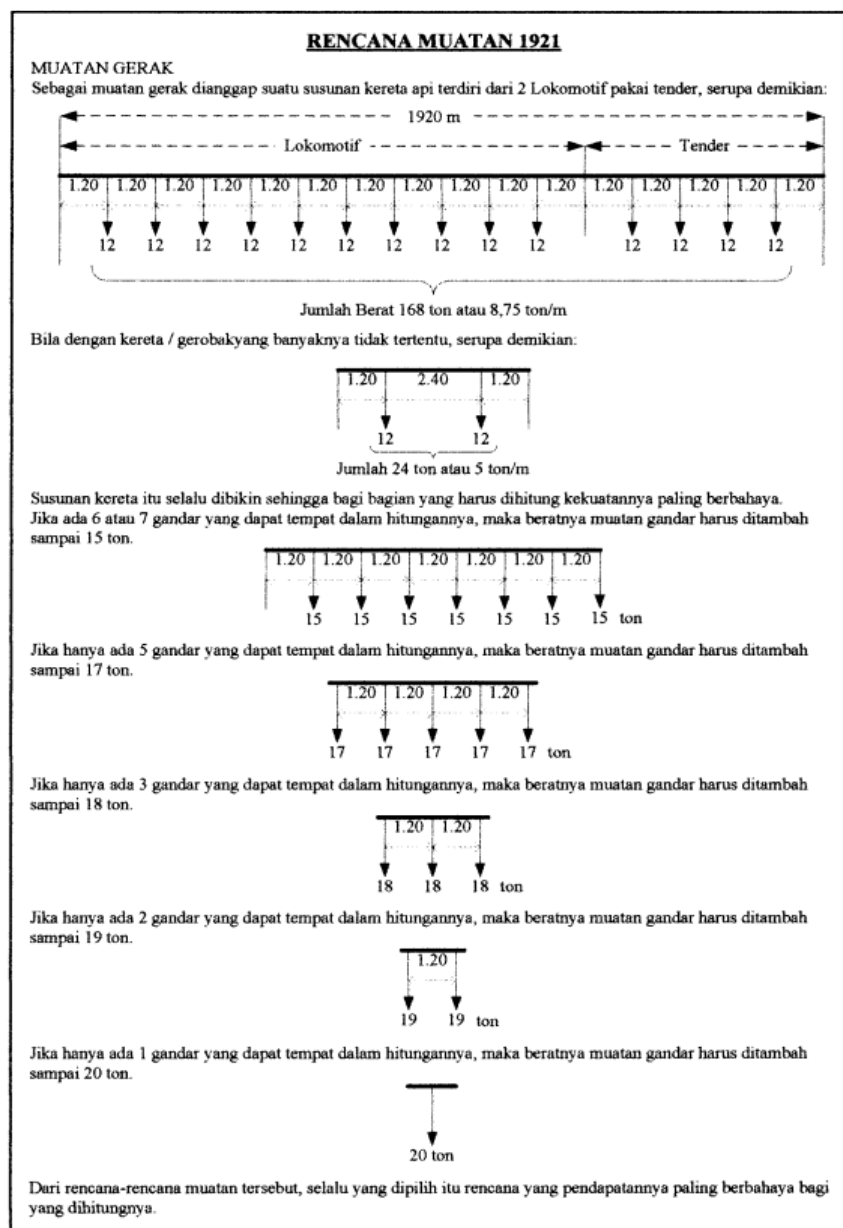 RENCANA MUATAN 1921
MUATAN GERAK
Sebagai muatan gerak dianggap suatu susunan kereta api terdiri dari 2 Lokomotif pakai tender, serupa demikian:
1920 m
Lokomotif Tender
1.20 1.20 1.20 1.20 1.20 1.20 1.20 1.20 1.20 1.20 1.20 1.20 1.20 1.20 1.20 1.20
12 12 12 12 12 12 12 12 12 12 12 12 12 12
Jumlah Berat 168 ton atau 8,75 ton/m
Bila dengan kereta / gerobakyang banyaknya tidak tertentu, serupa demikian:
1.20 2.40 1.20
12 12
Jumlah 24 ton atau 5 ton/m
Susunan kereta itu selalu dibikin sehingga bagi bagian yang harus dihitung kekuatannya paling berbahaya.
Jika ada 6 atau 7 gandar yang dapat tempat dalam hitungannya, maka beratnya muatan gandar harus ditambah
sampai 15 ton.
1.20 1.20 1.20 1.20 1.20 1.20 1.20
15 15 15 15 15 15 15 ton
Jika hanya ada 5 gandar yang dapat tempat dalam hitungannya, maka beratnya muatan gandar harus ditambah
sampai 17 ton.
1.20 1.20 1.20 1.20
17 17 17 17 17 ton
Jika hanya ada 3 gandar yang dapat tempat dalam hitungannya, maka beratnya muatan gandar harus ditambah
sampai 18 ton.
1.20 1.20
18 18 18 ton
Jika hanya ada 2 gandar yang dapat tempat dalam hitungannya, maka beratnya muatan gandar harus ditambah
sampai 19 ton.
1.20
19 19 ton
Jika hanya ada 1 gandar yang dapat tempat dalam hitungannya, maka beratnya muatan gandar harus ditambah
sampai 20 ton.
20 ton
Dari rencana-rencana muatan tersebut, selalu yang dipilih itu rencana yang pendapatannya paling berbahaya bagi
yang dihitungnya.